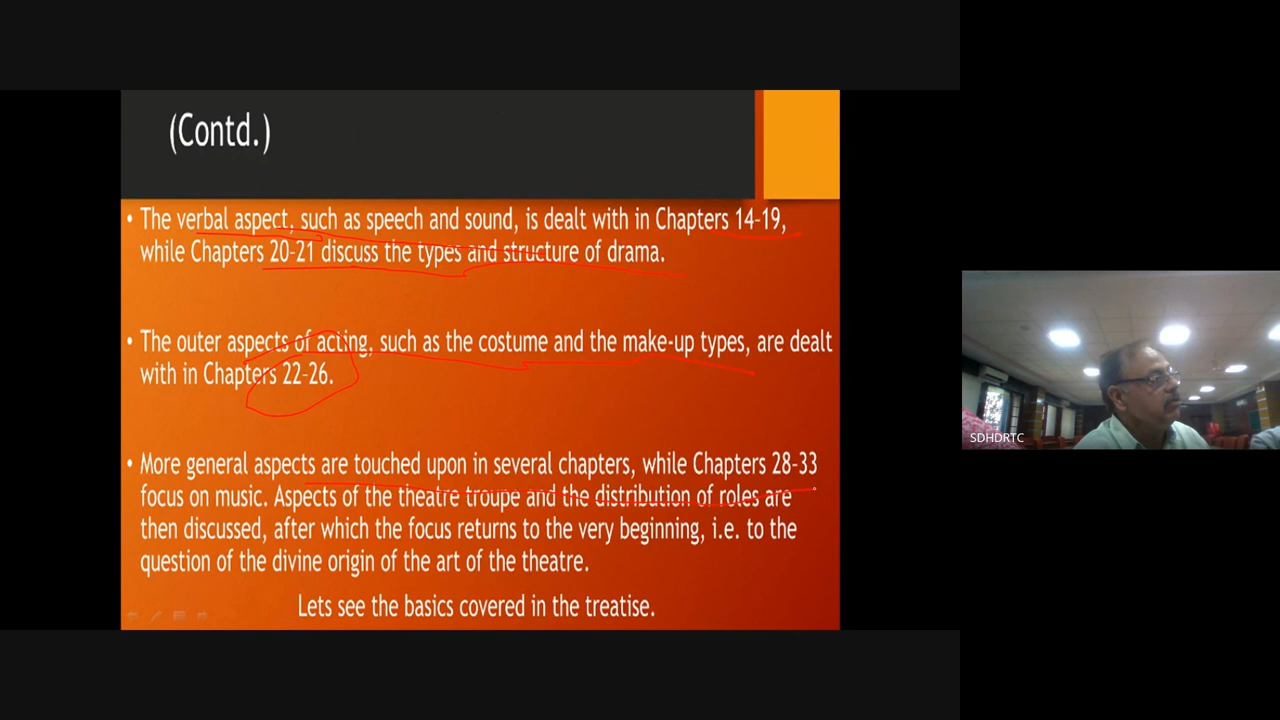 (Contd.)
• The verbal aspect, such as speech and sound, is dealt with in Chapters 14-19,
while Chapters 20-21 discuss the types and structure of drama.
• The outer aspects of acting, such as the costume and the make-up types, are dealt
with in Chapters 22-26.
• More general aspects are touched upon in several chapters, while Chapters 28-33
focus on music. Aspects of the theatre troupe and the distribution of roles are
then discussed, after which the focus returns to the very beginning, i.e. to the
question of the divine origin of the art of the theatre.
Lets see the basics covered in the treatise.
SDHDRTC